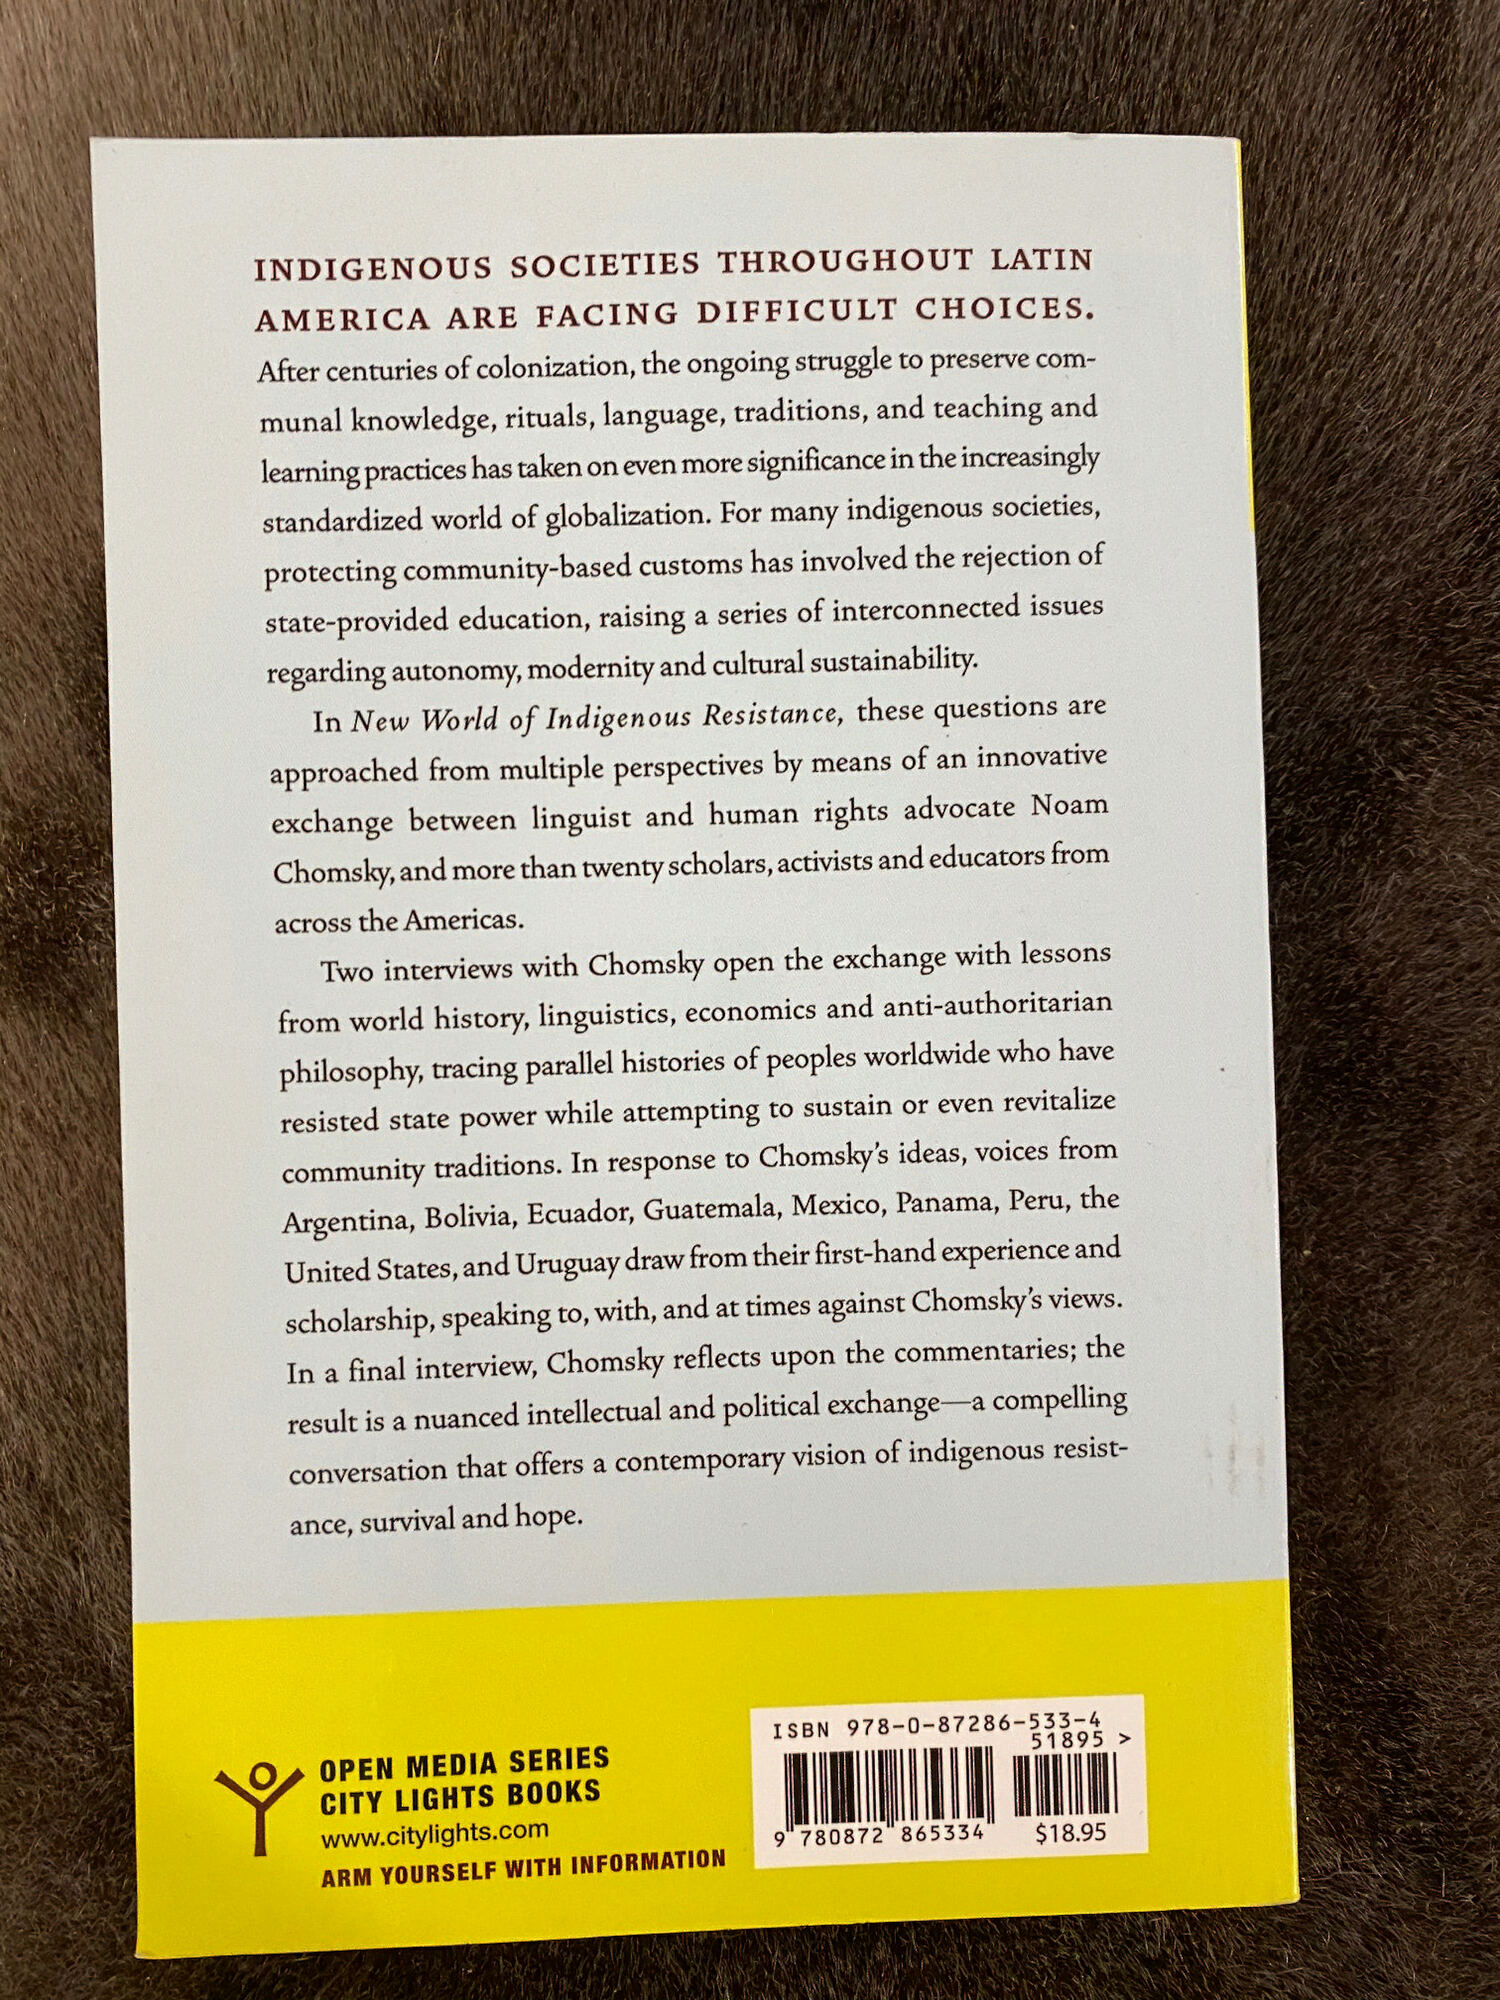 INDIGENOUS SOCIETIES THROUGHOUT LATIN
AMERICA ARE FACING DIFFICULT CHOICES.
After centuries of colonization, the ongoing struggle to preserve com-
munal knowledge, rituals, language, traditions, and teaching and
learning practices has taken on even more significance in the increasingly
standardized world of globalization. For many indigenous societies,
protecting community-based customs has involved the rejection of
state-provided education, raising a series of interconnected issues
regarding autonomy, modernity and cultural sustainability.
In New World of Indigenous Resistance, these questions are
approached from multiple perspectives by means of an innovative
exchange between linguist and human rights advocate Noam
Chomsky, and more than twenty scholars, activists and educators from
across the Americas.
Two interviews with Chomsky open the exchange with lessons
from world history, linguistics, economics and anti-authoritarian
philosophy, tracing parallel histories of peoples worldwide who have
resisted state power while attempting to sustain or even revitalize
community traditions. In response to Chomsky's ideas, voices from
Argentina, Bolivia, Ecuador, Guatemala, Mexico, Panama, Peru, the
United States, and Uruguay draw from their first-hand experience and
scholarship, speaking to, with, and at times against Chomsky's views.
In a final interview, Chomsky reflects upon the commentaries; the
result is a nuanced intellectual and political exchange—a compelling
conversation that offers a contemporary vision of indigenous resist-
ance, survival and hope.
OPEN MEDIA SERIES
CITY LIGHTS BOOKS
www.citylights.com
ARM YOURSELF WITH INFORMATION
ISBN 978-0-87286-533-4
51895 >
9 780872 865334
$18.95